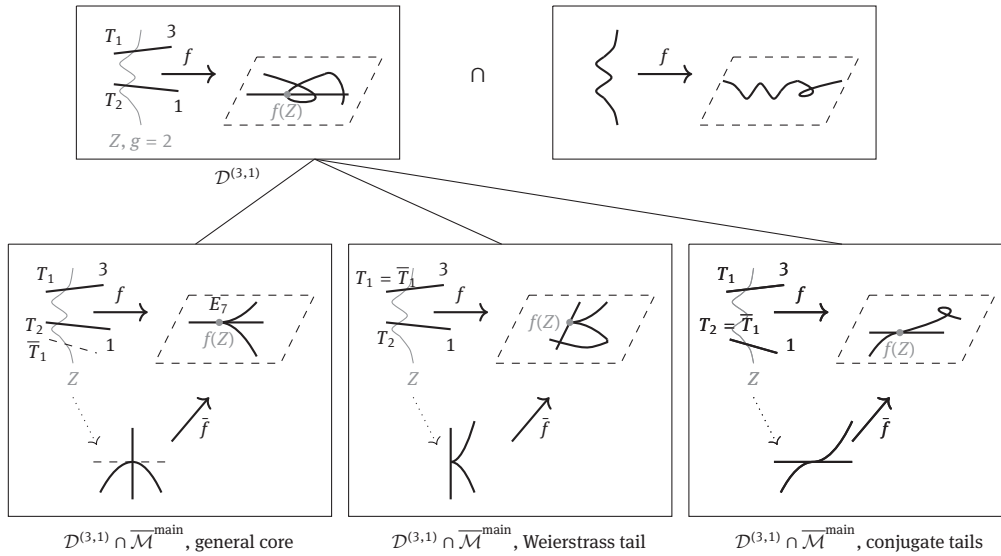 T₁ 3 f
T₂ 1 f(Z)
Z, g = 2
∩
f
𝒟^(3,1)
T₁ 3 f E₇
T₂ 1 f(Z)
T̅₁
Z
f̄
T₁ = T̅₁ 3 f
T₂ 1 f(Z)
Z
f̄
T₁ 3 f
T₂ = T̅₁ 1 f(Z)
Z
f̄
𝒟^(3,1) ∩ ℳ̅^main, general core
𝒟^(3,1) ∩ ℳ̅^main, Weierstrass tail
𝒟^(3,1) ∩ ℳ̅^main, conjugate tails